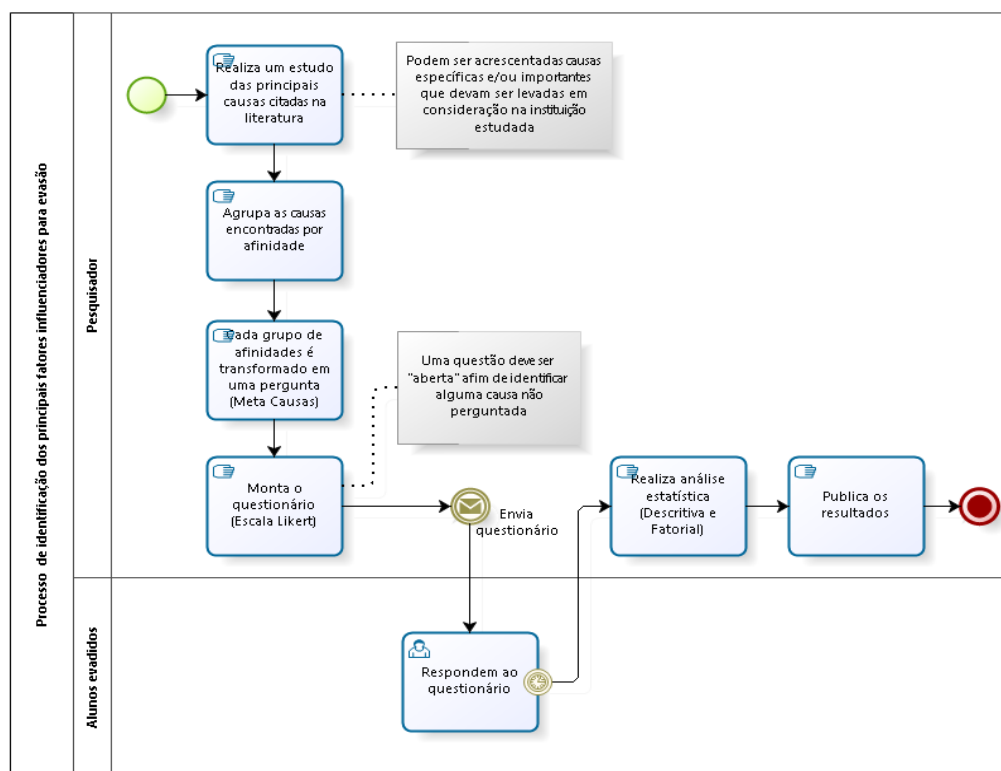 Processo de identificação dos principais fatores influenciadores para evasão
Pesquisador
Realiza um estudo
das principais
causas citadas na
literatura
Podem ser acrescentadas causas
específicas e/ou importantes
que devam ser levadas em
consideração na instituição
estudada
Agrupa as causas
encontradas por
afinidade
Cada grupo de
afinidades é
transformado em
uma pergunta
(Meta Causas)
Uma questão deve ser
"aberta" afim de identificar
alguma causa não
perguntada
Monta o
questionário
(Escala Likert)
Envia
questionário
Realiza análise
estatística
(Descritiva e
Fatorial)
Publica os
resultados
Alunos evadidos
Respondem ao
questionário